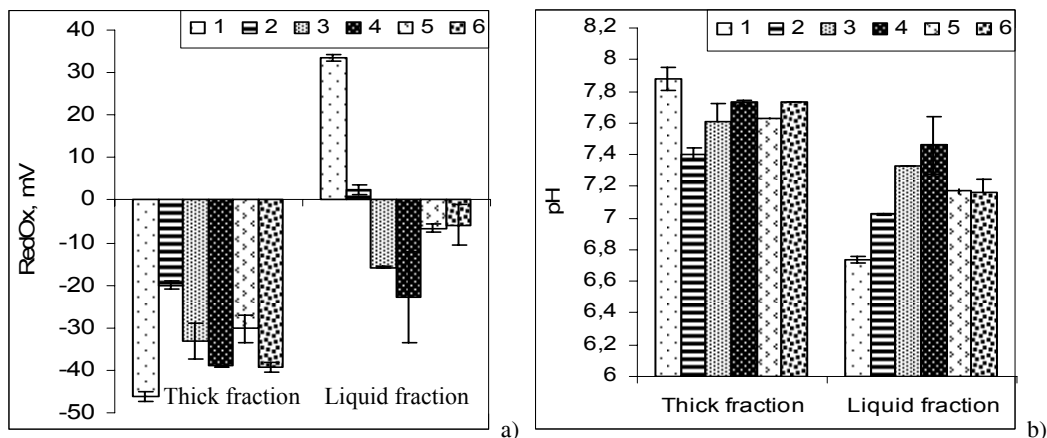 1 2 3 4 5 6
40
30
20
10
0
-10
-20
-30
-40
-50
RedOx, mV
Thick fraction Liquid fraction
a)
1 2 3 4 5 6
8,2
8
7,8
7,6
7,4
7,2
7
6,8
6,6
6,4
6,2
6
pH
Thick fraction Liquid fraction
b)